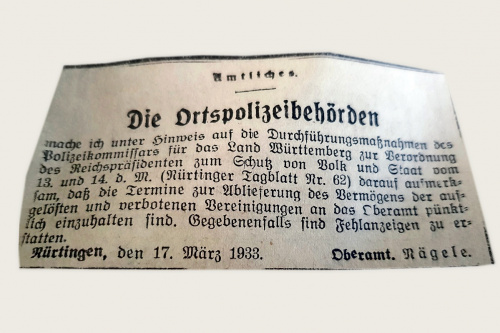 Amtliches.
Die Ortspolizeibehörden
mache ich unter Hinweis auf die Durchführungsmaßnahmen des
Polizeikommissars für das Land Württemberg zur Verordnung
des Reichspräsidenten zum Schutz von Volk und Staat vom
13. und 14. d. M. (Nürtinger Tagblatt Nr. 62) darauf aufmerk-
sam, daß die Termine zur Ablieferung des Vermögens der auf-
gelösten und verbotenen Vereinigungen an das Oberamt pünkt-
lich einzuhalten sind. Gegebenenfalls sind Fehlanzeigen zu er-
statten.
Nürtingen, den 17. März 1933. Oberamt. Nägele.